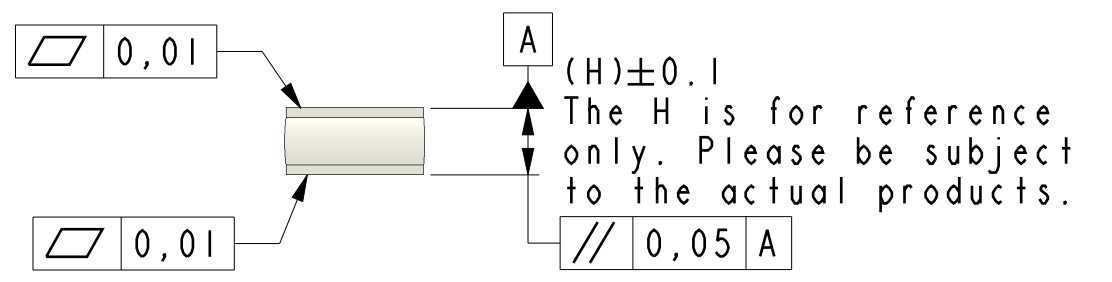 0,01
A
(H)±0.1
The H is for reference
only. Please be subject
to the actual products.
0,01
// 0,05 A